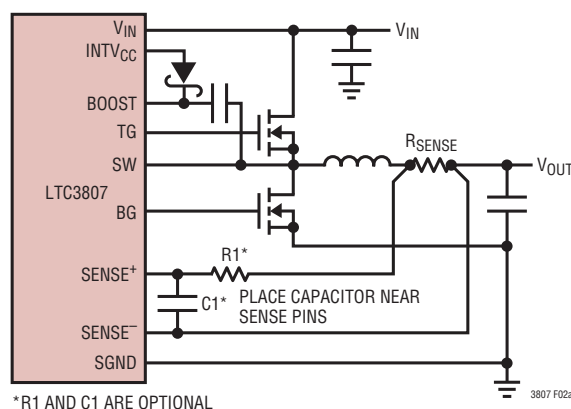 VIN
VIN
INTVCC
BOOST
TG
RSENSE
SW
VOUT
LTC3807
BG
R1*
SENSE+
C1*
PLACE CAPACITOR NEAR
SENSE PINS
SENSE–
SGND
3807 F02a
*R1 AND C1 ARE OPTIONAL